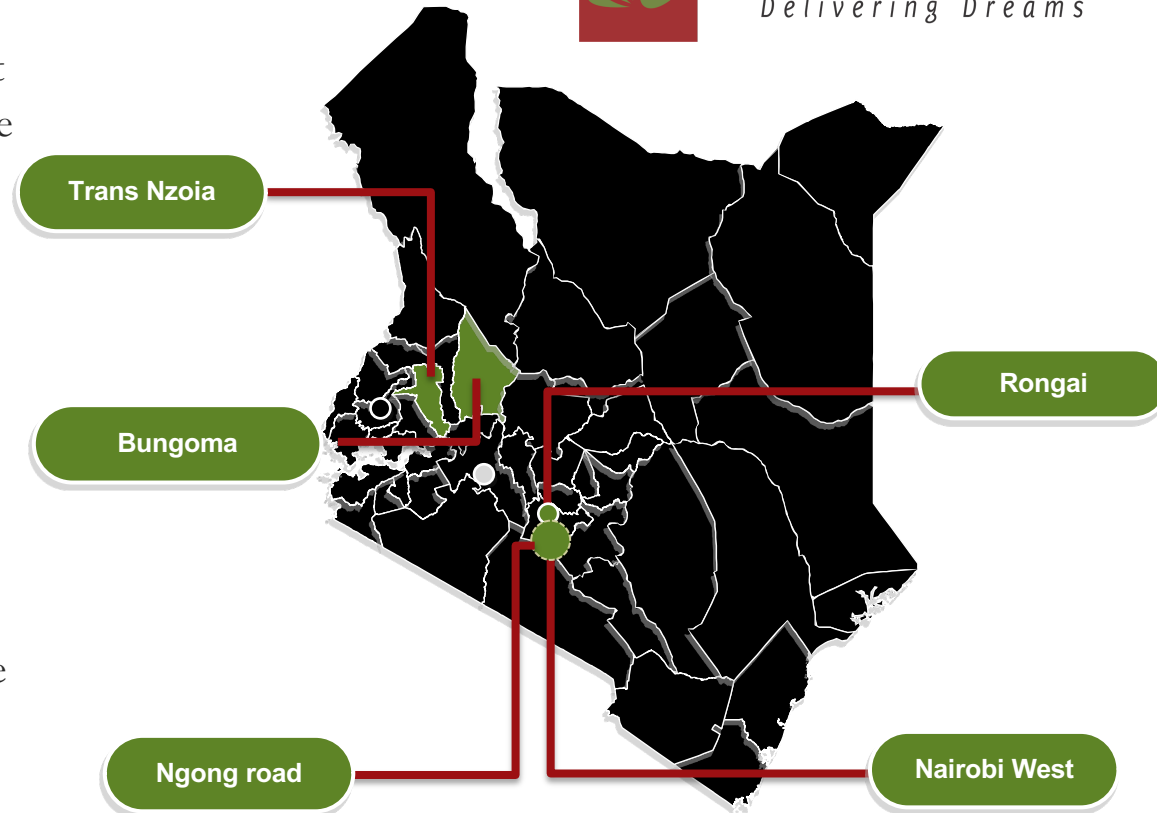 Delivering Dreams
Trans Nzoia
Rongai
Bungoma
Ngong road
Nairobi West